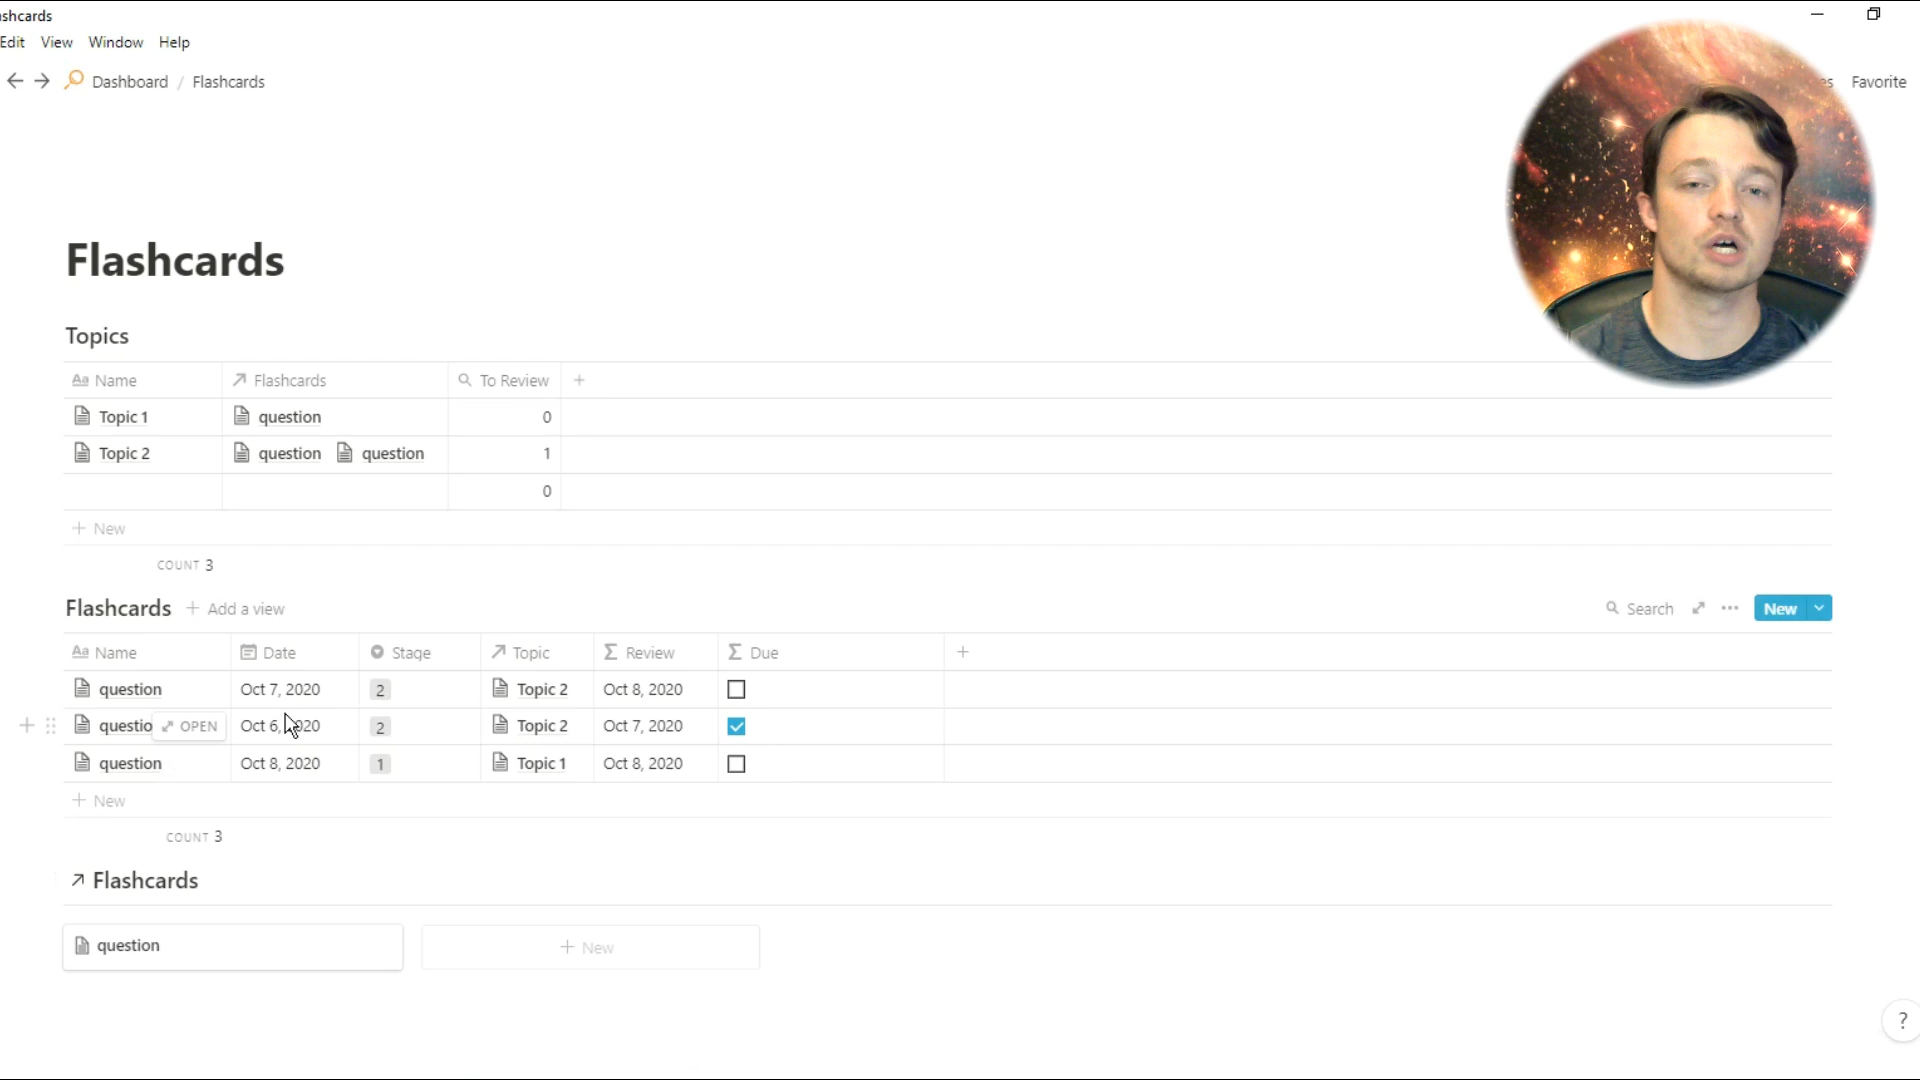 shcards
Edit View Window Help
Dashboard / Flashcards
es Favorite
Flashcards
Topics
Aa Name Flashcards To Review +
Topic 1 question 0
Topic 2 question question 1
0
+ New
COUNT 3
Flashcards + Add a view Search New
Aa Name Date Stage Topic Σ Review Σ Due +
question Oct 7, 2020 2 Topic 2 Oct 8, 2020
questio OPEN Oct 6, 2020 2 Topic 2 Oct 7, 2020
question Oct 8, 2020 1 Topic 1 Oct 8, 2020
+ New
COUNT 3
Flashcards
question + New
?